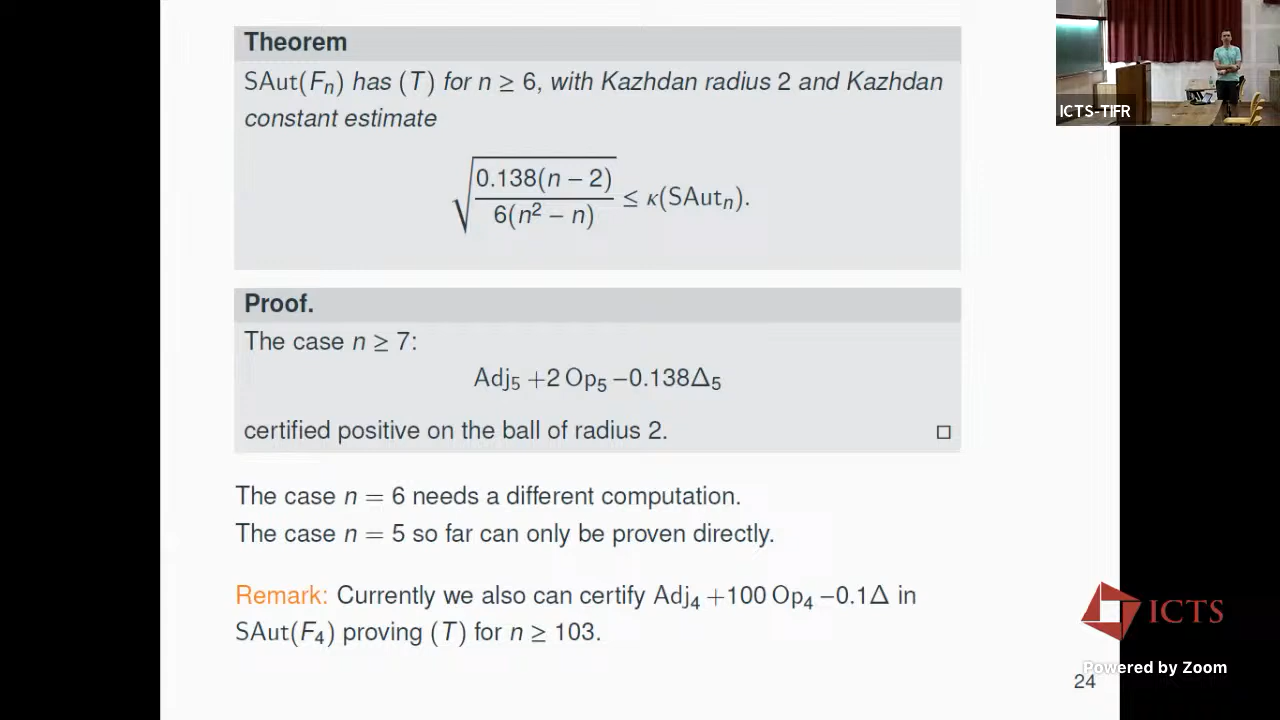 Theorem
SAut(Fₙ) has (T) for n ≥ 6, with Kazhdan radius 2 and Kazhdan
constant estimate
√(0.138(n − 2) / 6(n² − n)) ≤ κ(SAutₙ).
Proof.
The case n ≥ 7:
Adj₅ +2 Op₅ −0.138Δ₅
certified positive on the ball of radius 2. □
The case n = 6 needs a different computation.
The case n = 5 so far can only be proven directly.
Remark: Currently we also can certify Adj₄ +100 Op₄ −0.1Δ in
SAut(F₄) proving (T) for n ≥ 103.
24
ICTS-TIFR
ICTS
Powered by Zoom